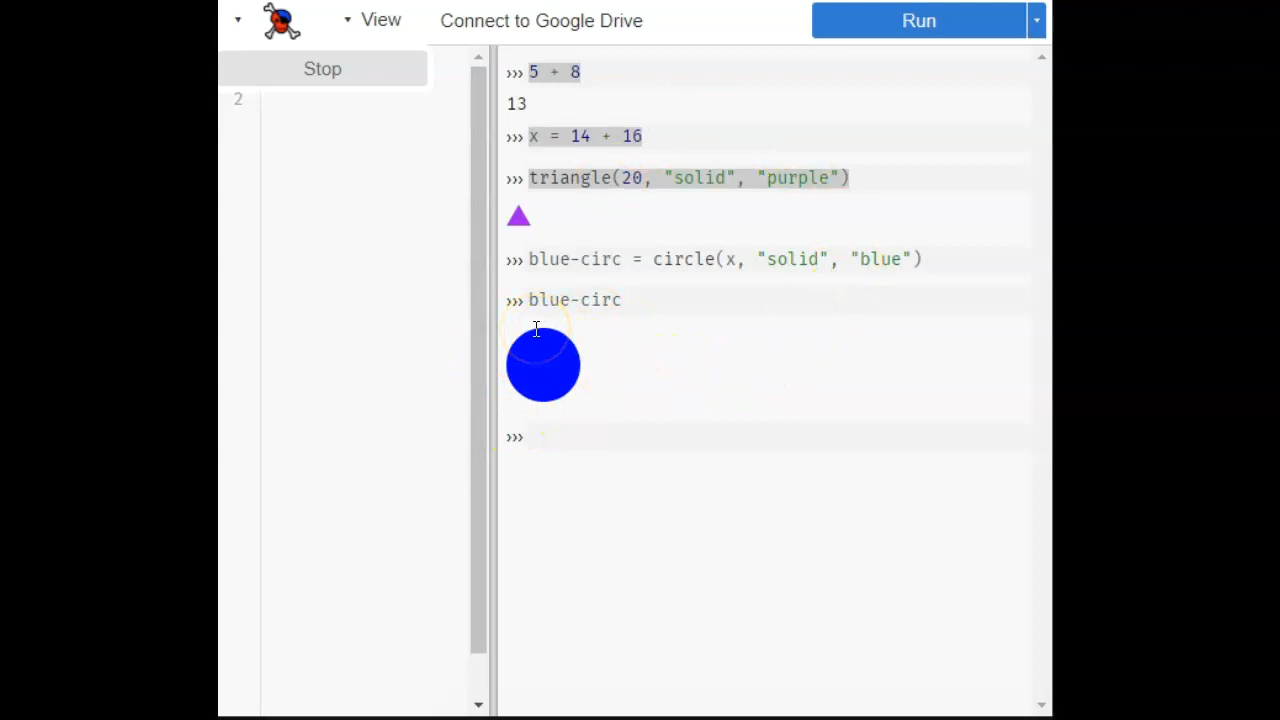 View Connect to Google Drive Run
Stop
2
››› 5 + 8
13
››› x = 14 + 16
››› triangle(20, "solid", "purple")
››› blue-circ = circle(x, "solid", "blue")
››› blue-circ
›››